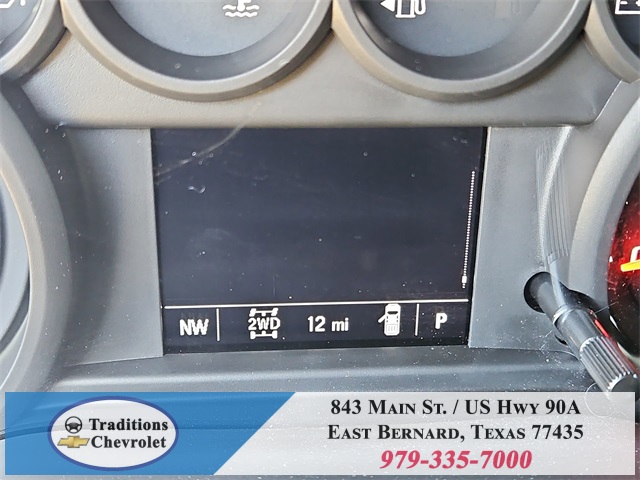 NW 2WD 12 mi P
Traditions
Chevrolet
843 Main St. / US Hwy 90A
East Bernard, Texas 77435
979-335-7000